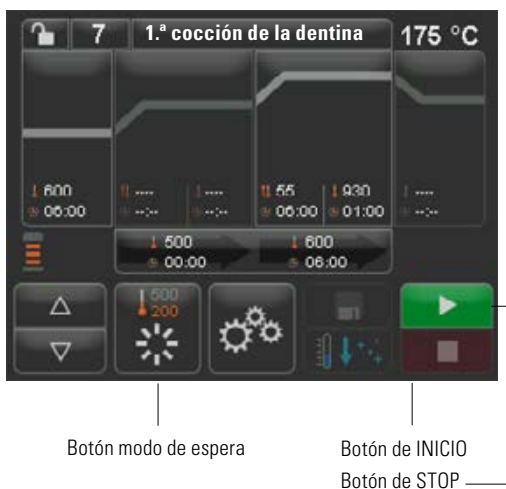 7 1.ª cocción de la dentina 175 °C
600 ---- ---- 55 930 ----
06:00 --:-- --:-- 06:00 01:00 --:--
500 600
00:00 06:00
500
200
Botón modo de espera
Botón de INICIO
Botón de STOP